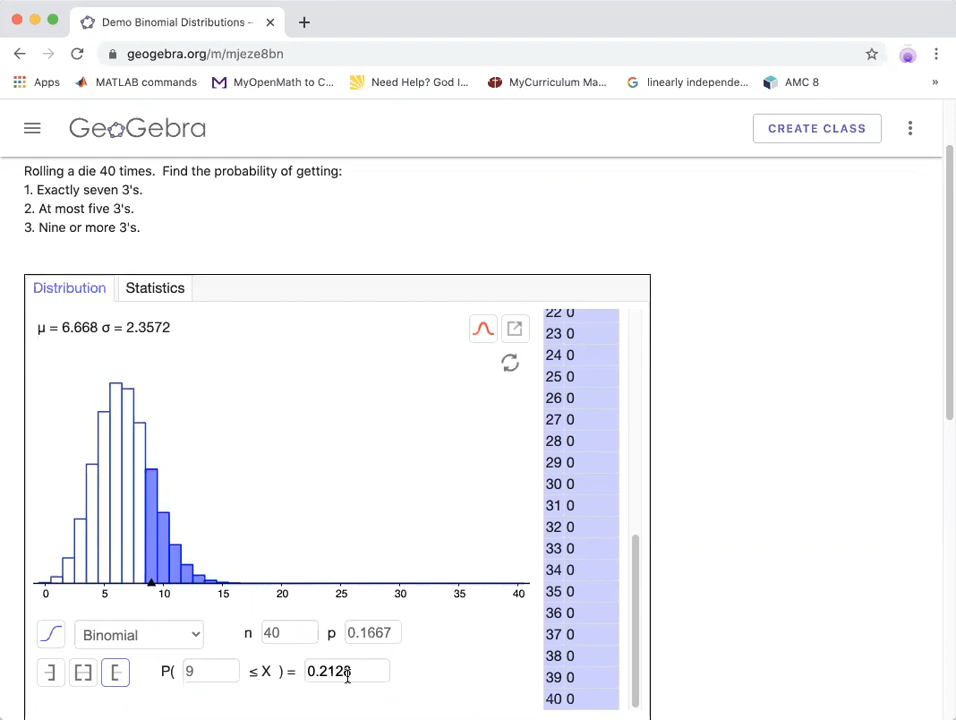 Demo Binomial Distributions –
geogebra.org/m/mjeze8bn
Apps MATLAB commands MyOpenMath to C... Need Help? God I... MyCurriculum Ma... linearly independe... AMC 8 »
GeoGebra CREATE CLASS
Rolling a die 40 times. Find the probability of getting:
1. Exactly seven 3's.
2. At most five 3's.
3. Nine or more 3's.
Distribution Statistics
μ = 6.668 σ = 2.3572
22 0
23 0
24 0
25 0
26 0
27 0
28 0
29 0
30 0
31 0
32 0
33 0
34 0
35 0
36 0
37 0
38 0
39 0
40 0
0 5 10 15 20 25 30 35 40
Binomial n 40 p 0.1667
P( 9 ≤ X ) = 0.2128